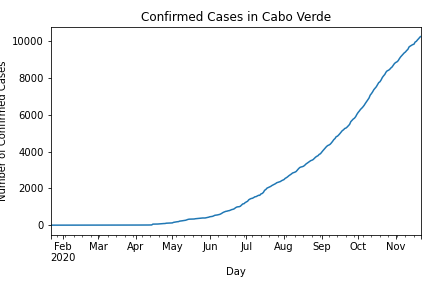 Confirmed Cases in Cabo Verde
Number of Confirmed Cases
10000
8000
6000
4000
2000
0
Feb Mar Apr May Jun Jul Aug Sep Oct Nov
2020
Day